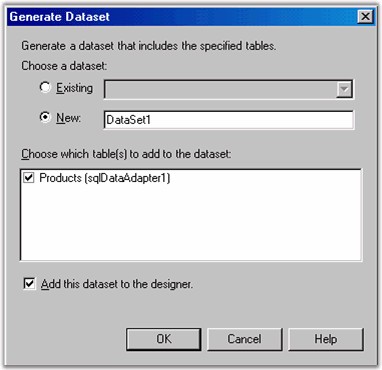 Generate Dataset
Generate a dataset that includes the specified tables.
Choose a dataset:
Existing
New:
DataSet1
Choose which table(s) to add to the dataset:
Products (sqlDataAdapter1)
Add this dataset to the designer.
OK
Cancel
Help